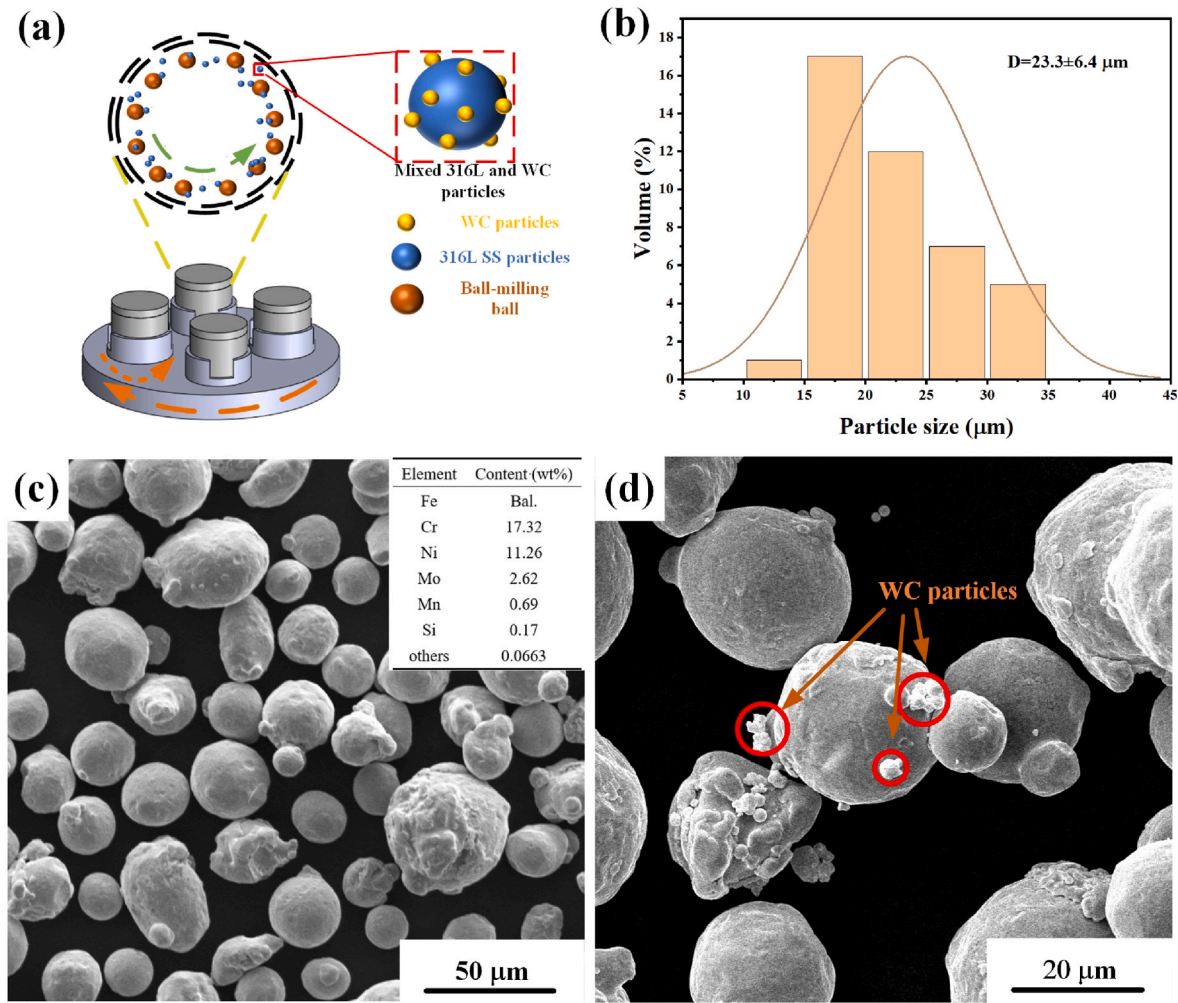 (a)
Mixed 316L and WC
particles
WC particles
316L SS particles
Ball-milling
ball
(b)
D=23.3±6.4 μm
Volume (%)
18
16
14
12
10
8
6
4
2
0
5 10 15 20 25 30 35 40 45
Particle size (μm)
(c)
Element Content·(wt%)
Fe Bal.
Cr 17.32
Ni 11.26
Mo 2.62
Mn 0.69
Si 0.17
others 0.0663
50 μm
(d)
WC particles
20 μm